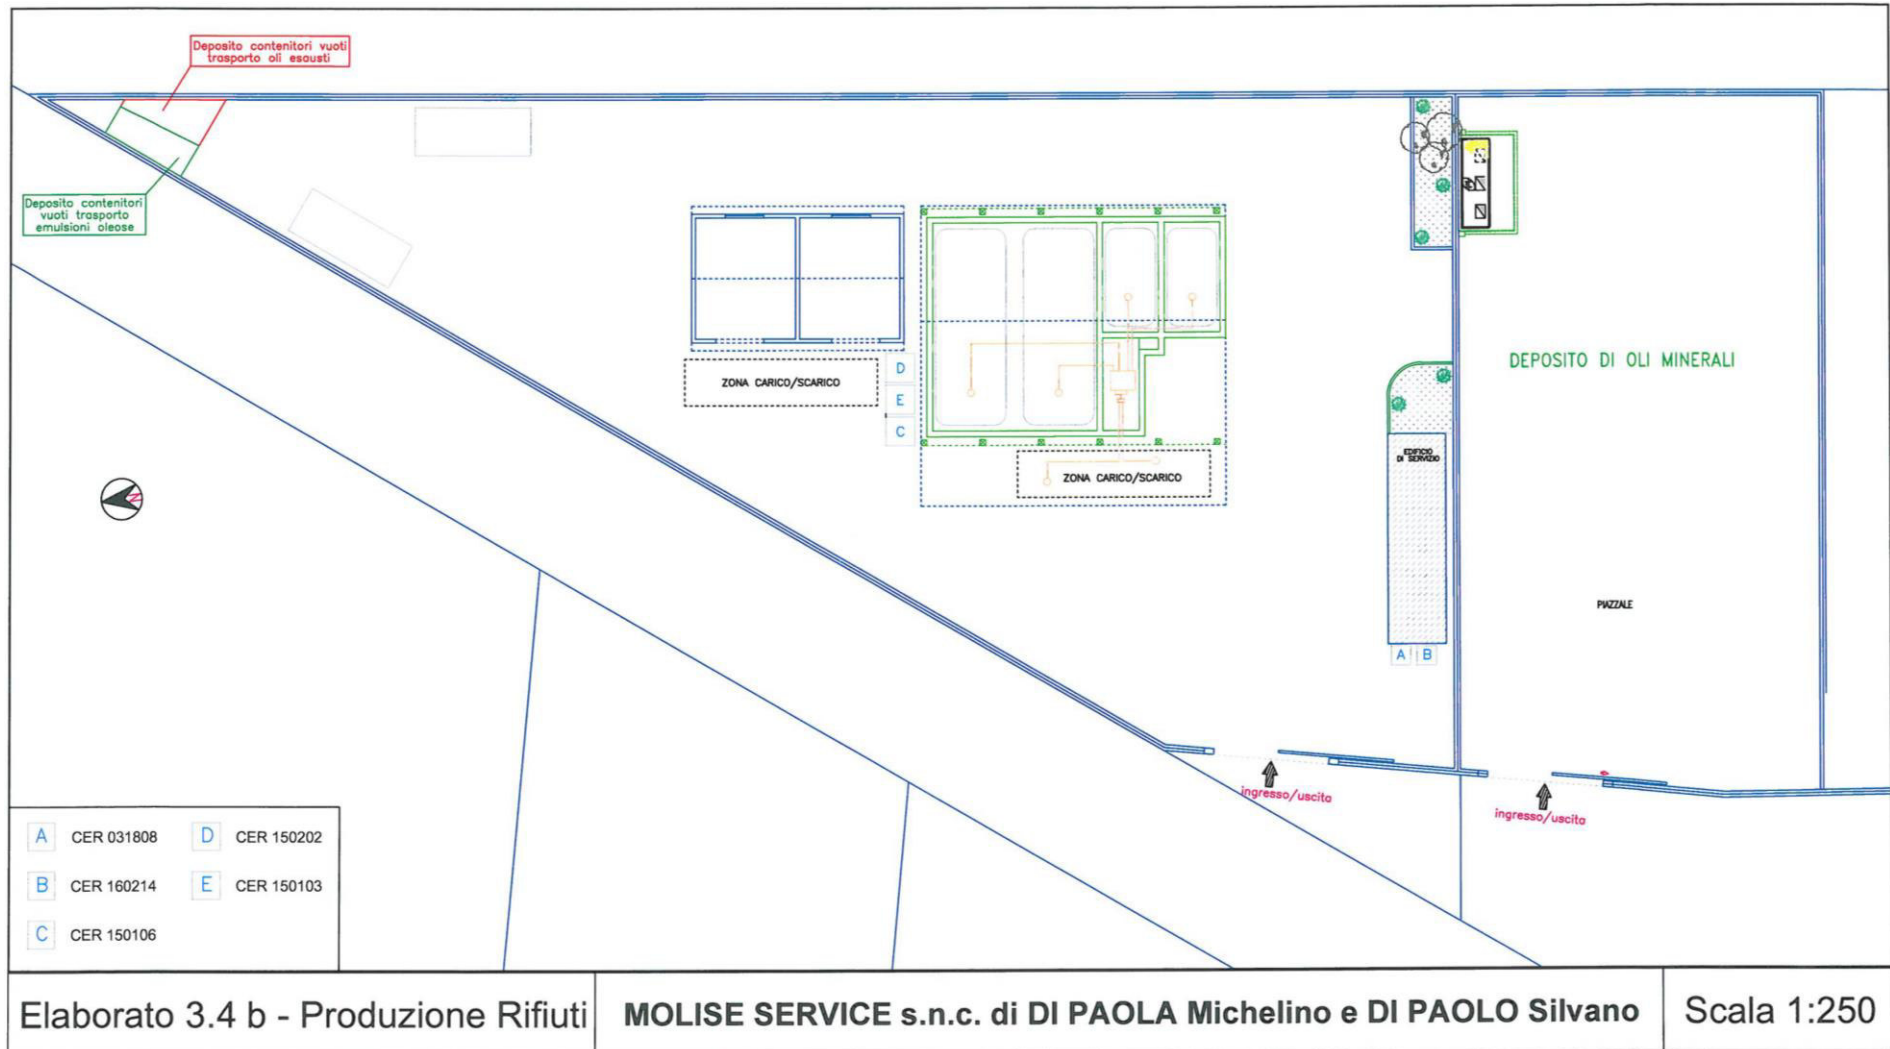 Deposito contenitori vuoti
trasporto oli esausti
Deposito contenitori
vuoti trasporto
emulsioni oleose
ZONA CARICO/SCARICO
D
E
C
ZONA CARICO/SCARICO
DEPOSITO DI OLI MINERALI
EDIFICIO
DI SERVIZIO
PIAZZALE
A B
N
ingresso/uscita
ingresso/uscita
A CER 031808 D CER 150202
B CER 160214 E CER 150103
C CER 150106
Elaborato 3.4 b - Produzione Rifiuti
MOLISE SERVICE s.n.c. di DI PAOLA Michelino e DI PAOLO Silvano
Scala 1:250